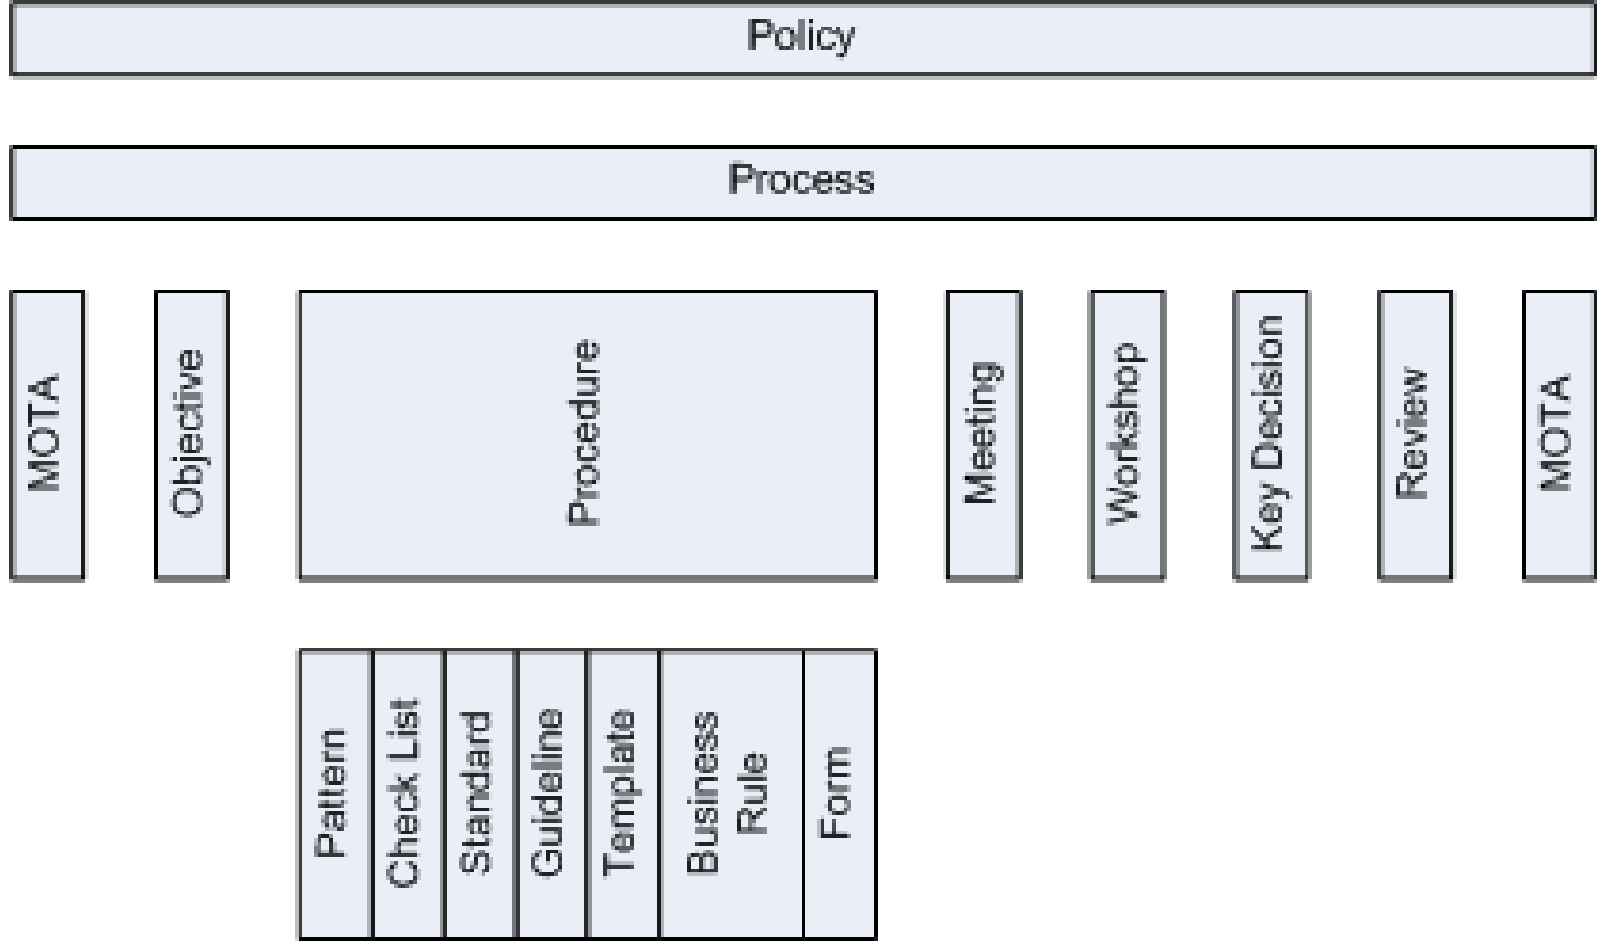 Policy
Process
MOTA
Objective
Procedure
Meeting
Workshop
Key Decision
Review
MOTA
Pattern
Check List
Standard
Guideline
Template
Business
Rule
Form